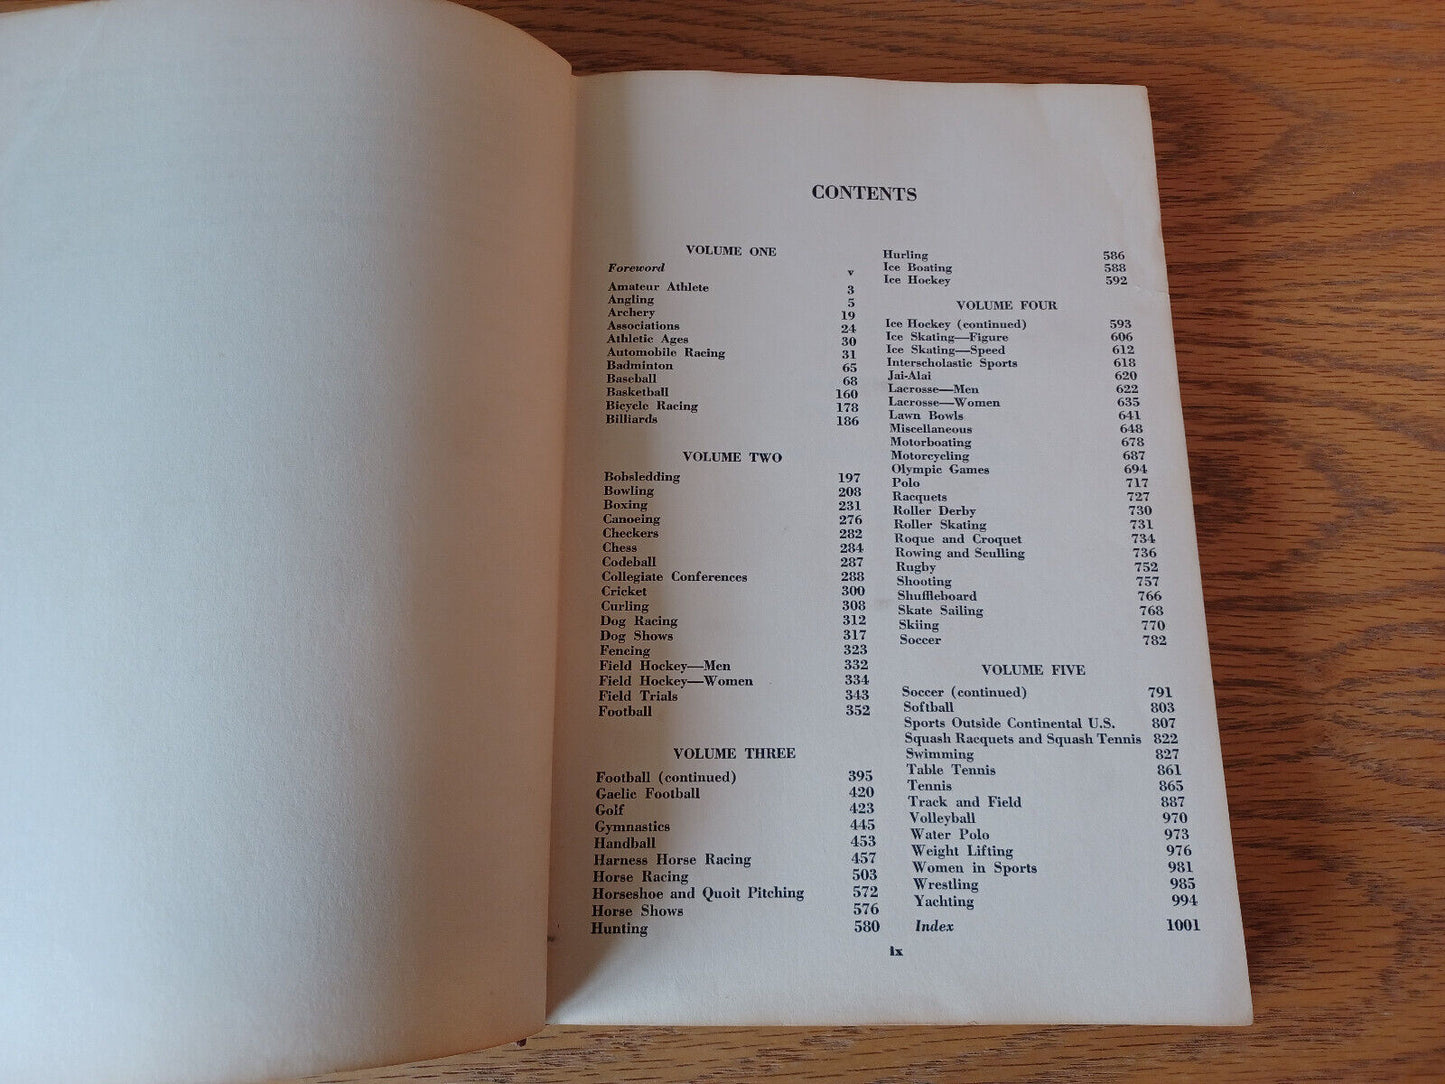 CONTENTS
VOLUME ONE
Foreword v
Amateur Athlete 3
Angling 5
Archery 19
Associations 24
Athletic Ages 30
Automobile Racing 31
Badminton 65
Baseball 68
Basketball 160
Bicycle Racing 178
Billiards 186
VOLUME TWO
Bobsledding 197
Bowling 208
Boxing 231
Canoeing 276
Checkers 282
Chess 284
Codeball 287
Collegiate Conferences 288
Cricket 300
Curling 308
Dog Racing 312
Dog Shows 317
Fencing 323
Field Hockey—Men 332
Field Hockey—Women 334
Field Trials 343
Football 352
VOLUME THREE
Football (continued) 395
Gaelic Football 420
Golf 423
Gymnastics 445
Handball 453
Harness Horse Racing 457
Horse Racing 503
Horseshoe and Quoit Pitching 572
Horse Shows 576
Hunting 580
Hurling 586
Ice Boating 588
Ice Hockey 592
VOLUME FOUR
Ice Hockey (continued) 593
Ice Skating—Figure 606
Ice Skating—Speed 612
Interscholastic Sports 618
Jai-Alai 620
Lacrosse—Men 622
Lacrosse—Women 635
Lawn Bowls 641
Miscellaneous 648
Motorboating 678
Motorcycling 687
Olympic Games 694
Polo 717
Racquets 727
Roller Derby 730
Roller Skating 731
Roque and Croquet 734
Rowing and Sculling 736
Rugby 752
Shooting 757
Shuffleboard 766
Skate Sailing 768
Skiing 770
Soccer 782
VOLUME FIVE
Soccer (continued) 791
Softball 803
Sports Outside Continental U.S. 807
Squash Racquets and Squash Tennis 822
Swimming 827
Table Tennis 861
Tennis 865
Track and Field 887
Volleyball 970
Water Polo 973
Weight Lifting 976
Women in Sports 981
Wrestling 985
Yachting 994
Index 1001
ix